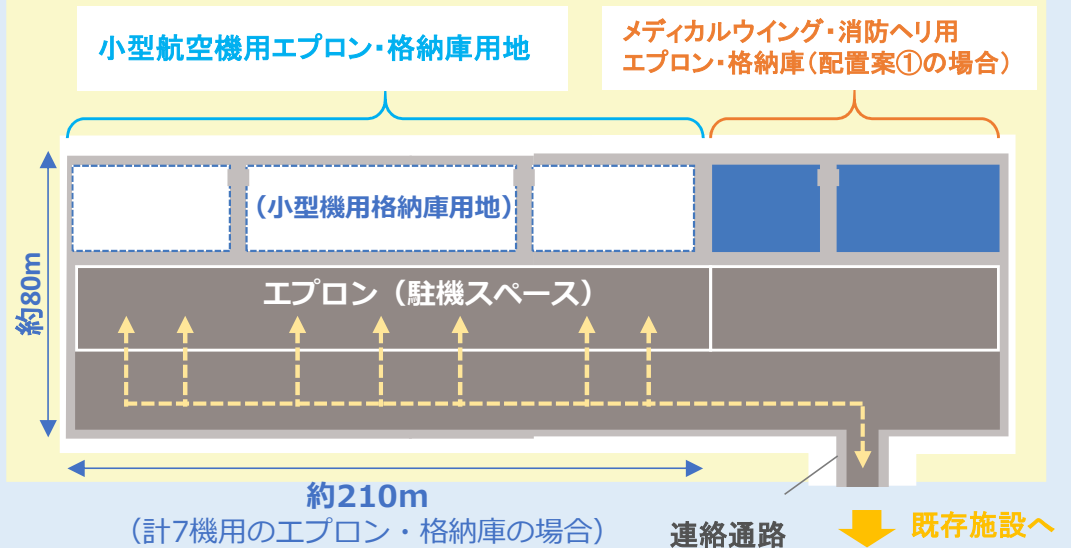 小型航空機用エプロン・格納庫用地
メディカルウイング・消防ヘリ用
エプロン・格納庫（配置案①の場合）
（小型機用格納庫用地）
エプロン（駐機スペース）
約80m
約210m
（計7機用のエプロン・格納庫の場合）
連絡通路
既存施設へ